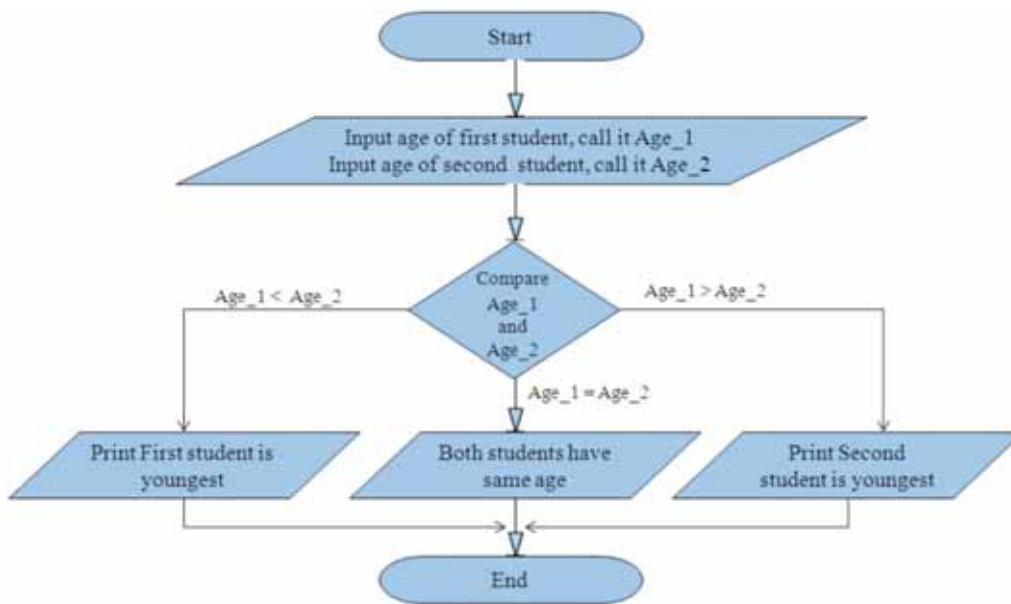 Start
Input age of first student, call it Age_1
Input age of second student, call it Age_2
Compare
Age_1
and
Age_2
Age_1 < Age_2
Age_1 > Age_2
Age_1 = Age_2
Print First student is
youngest
Both students have
same age
Print Second
student is youngest
End